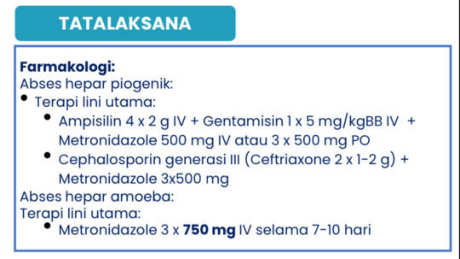 TATALAKSANA
Farmakologi:
Abses hepar piogenik:
• Terapi lini utama:
• Ampisilin 4 x 2 g IV + Gentamisin 1 x 5 mg/kgBB IV +
Metronidazole 500 mg IV atau 3 x 500 mg PO
• Cephalosporin generasi III (Ceftriaxone 2 x 1-2 g) +
Metronidazole 3x500 mg
Abses hepar amoeba:
Terapi lini utama:
• Metronidazole 3 x 750 mg IV selama 7-10 hari